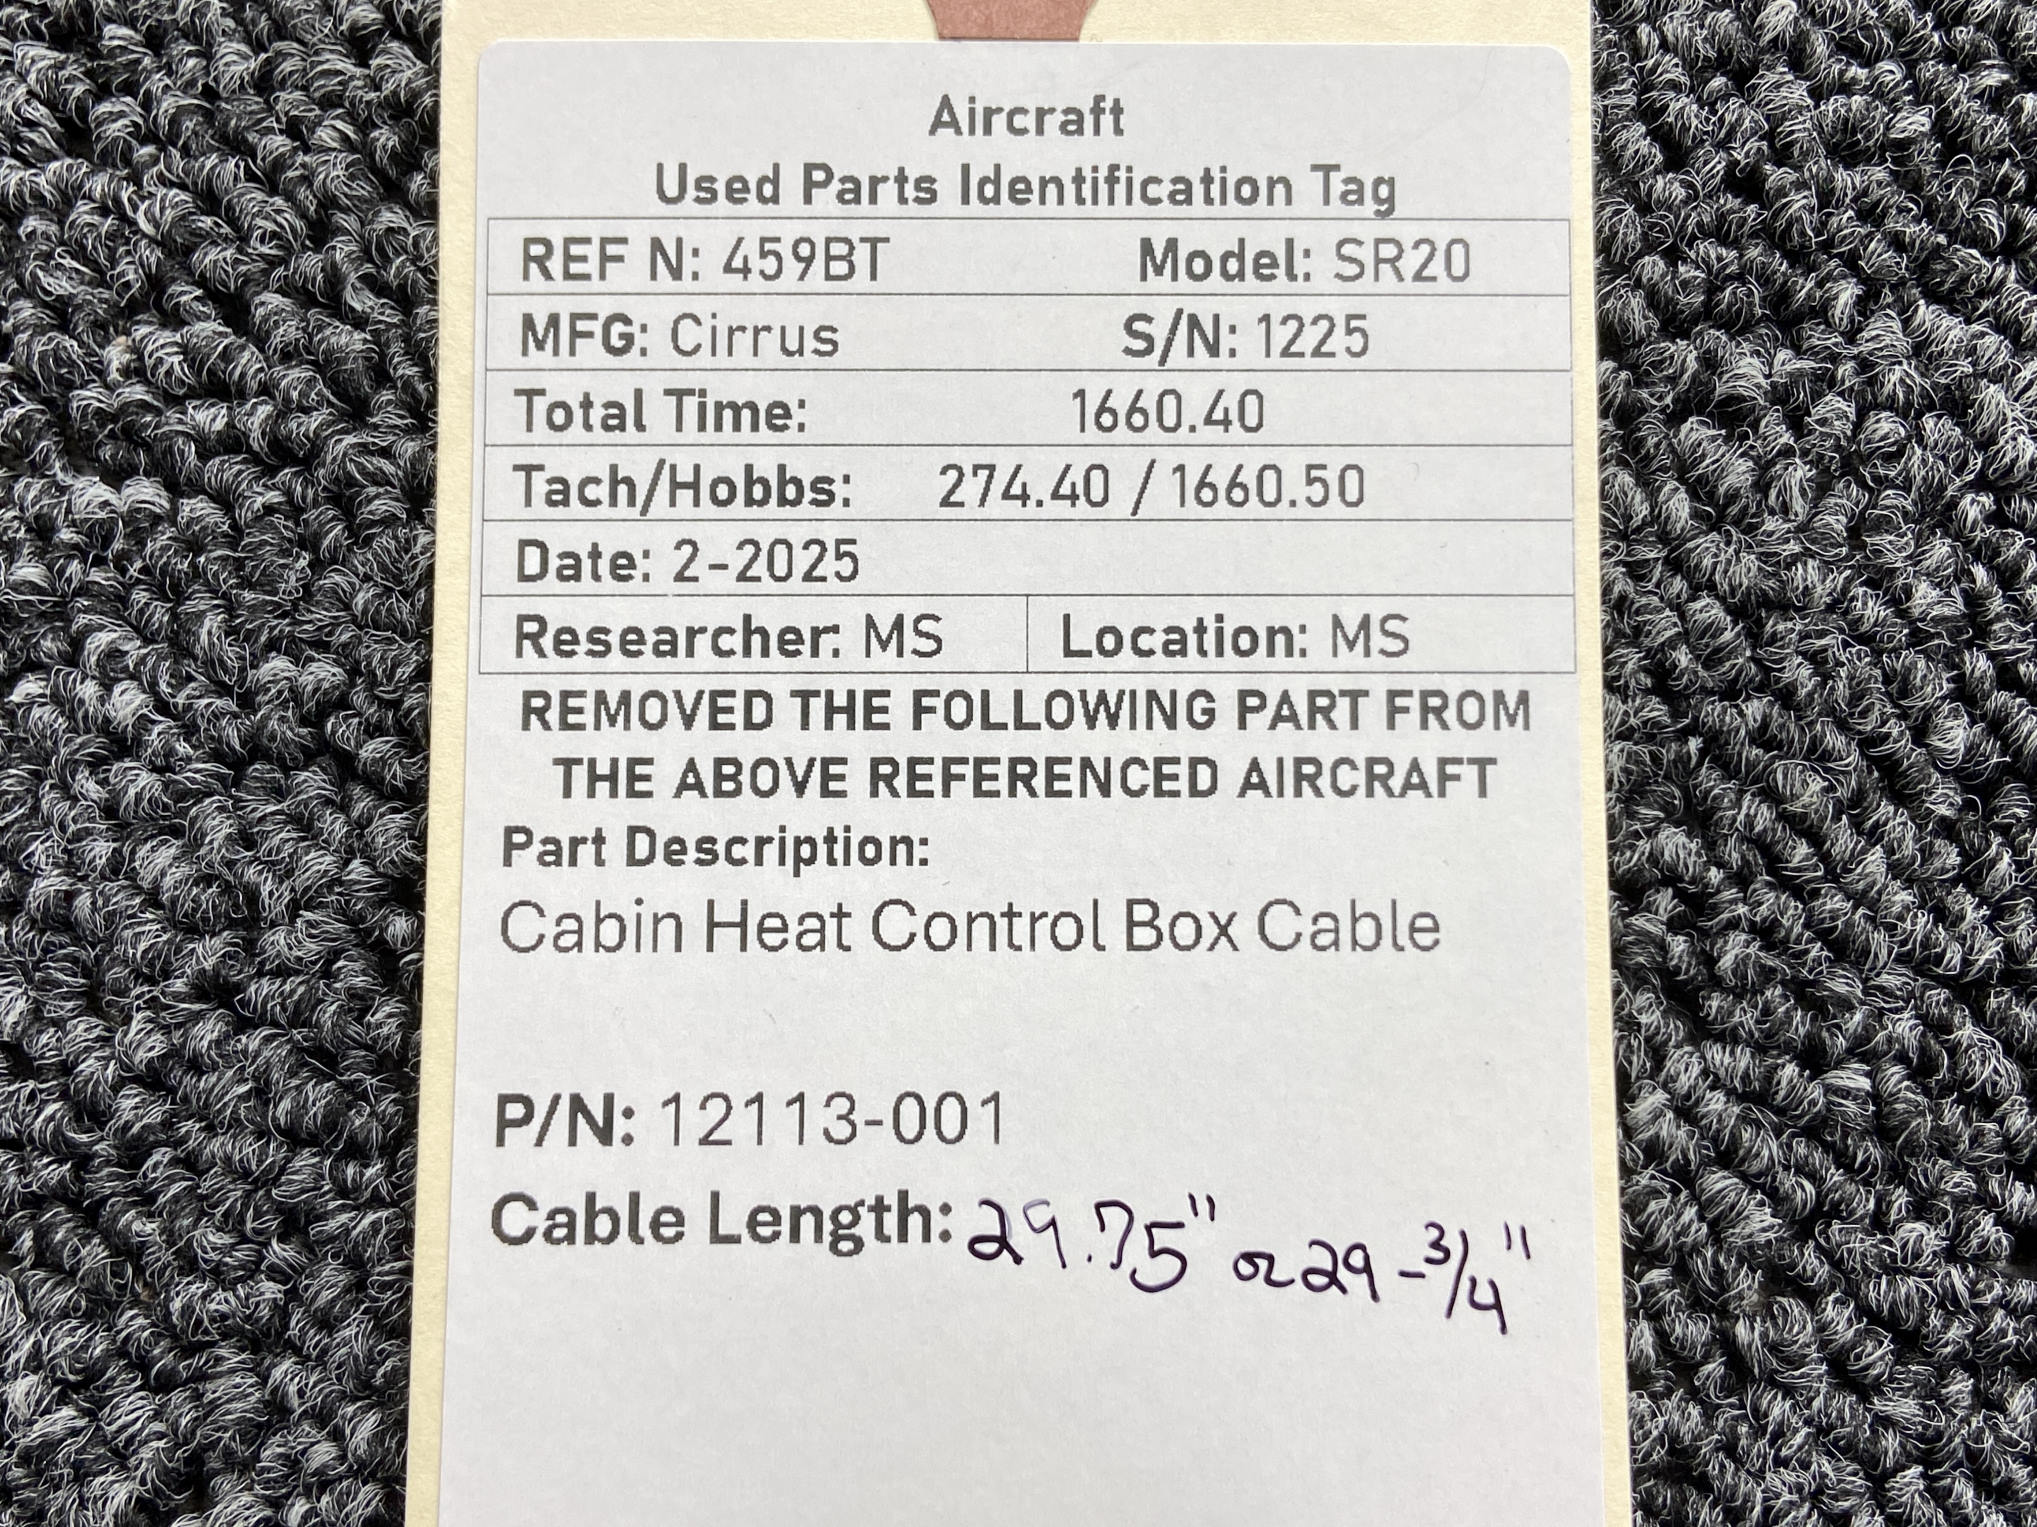 Aircraft
Used Parts Identification Tag
REF N: 459BT Model: SR20
MFG: Cirrus S/N: 1225
Total Time: 1660.40
Tach/Hobbs: 274.40 / 1660.50
Date: 2-2025
Researcher: MS Location: MS
REMOVED THE FOLLOWING PART FROM
THE ABOVE REFERENCED AIRCRAFT
Part Description:
Cabin Heat Control Box Cable
P/N: 12113-001
Cable Length: 29.75" or 29-3/4"